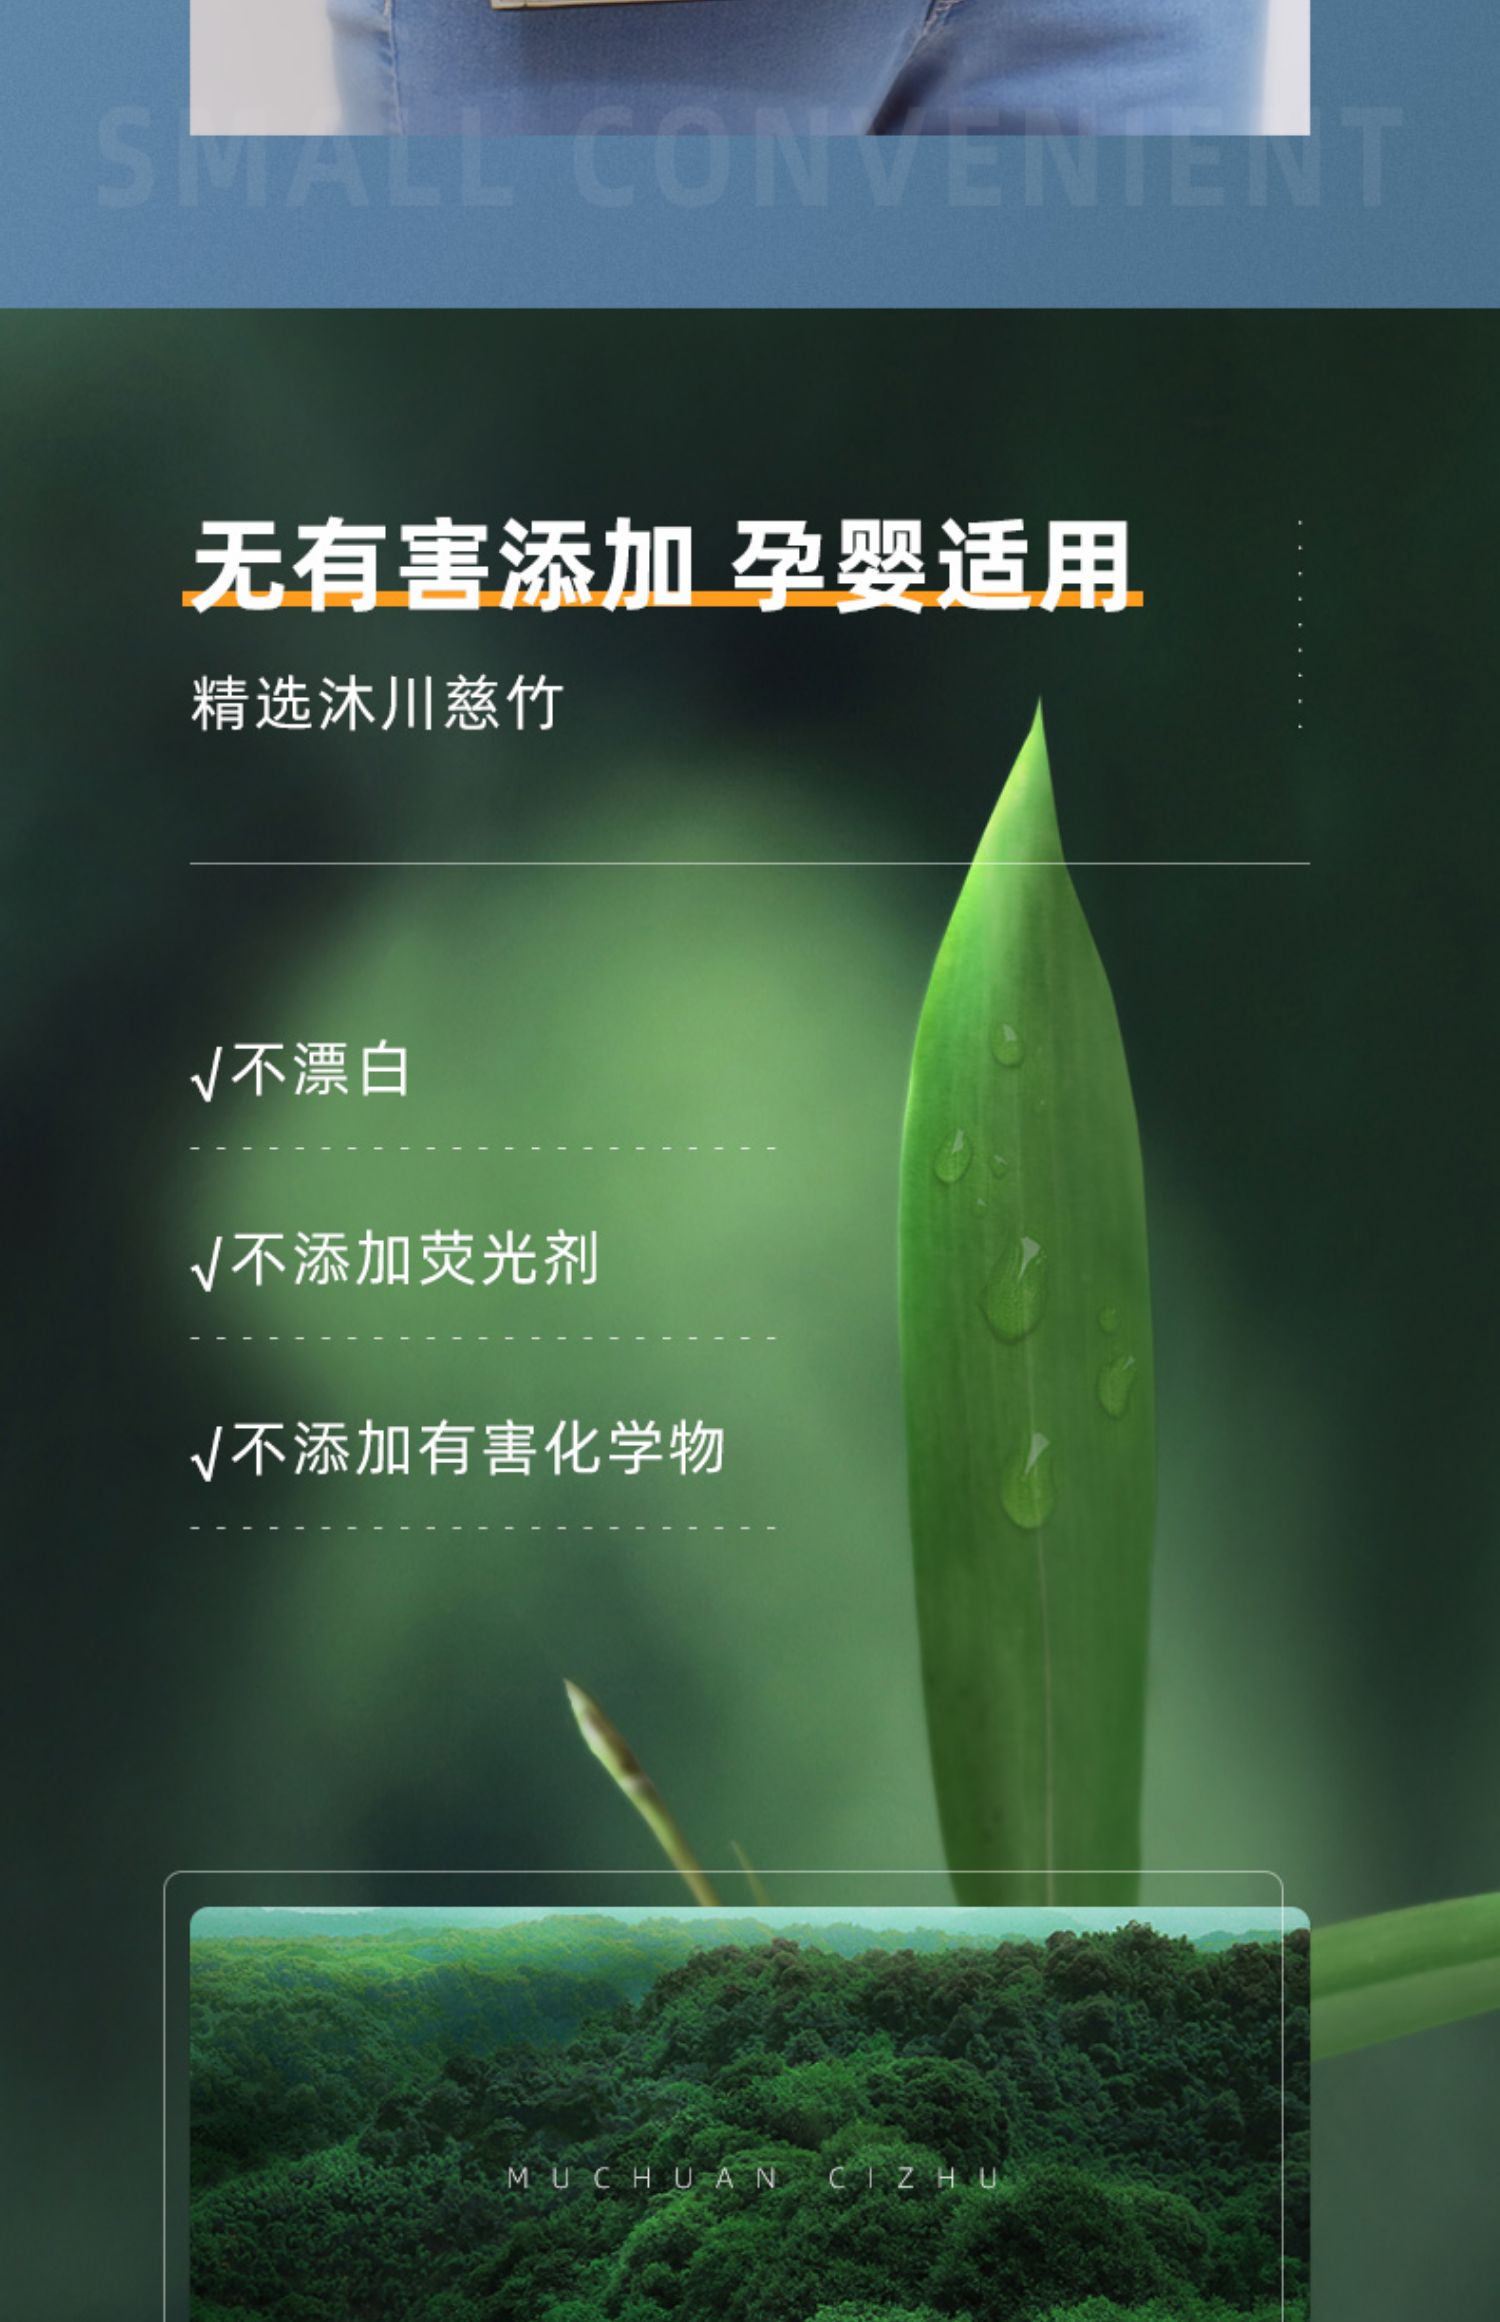 SMALL CONVENIENT
无有害添加 孕婴适用
精选沐川慈竹
√不漂白
√不添加荧光剂
√不添加有害化学物
MUCHUAN CIZHU